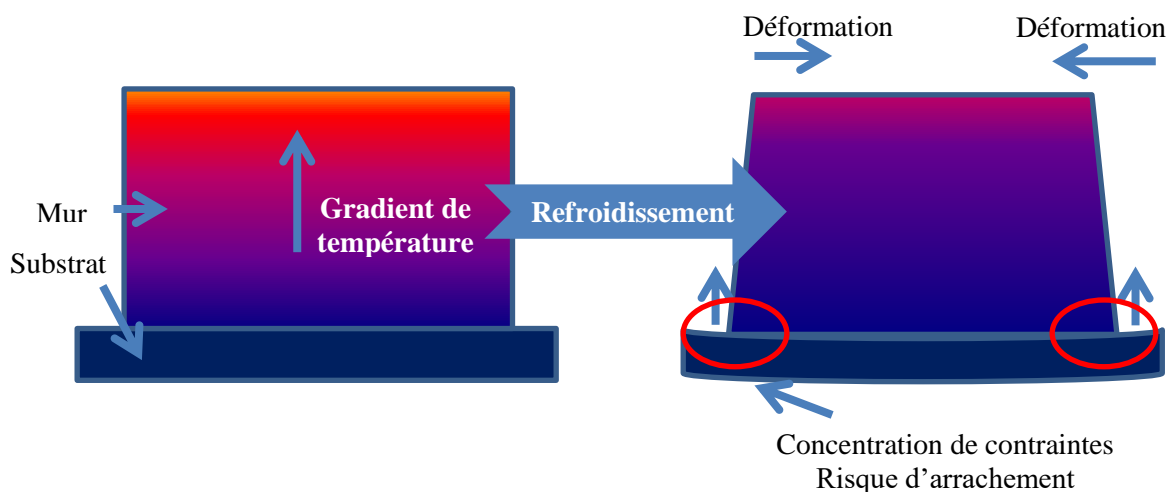 Déformation
Déformation
Mur
Substrat
Gradient de
température
Refroidissement
Concentration de contraintes
Risque d’arrachement